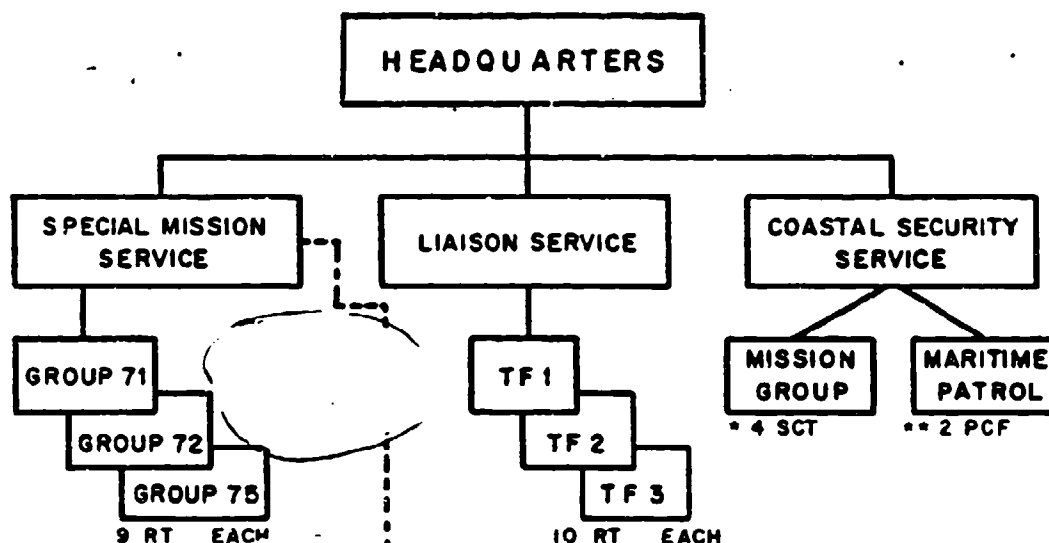 HEADQUARTERS
SPECIAL MISSION
SERVICE
LIAISON SERVICE
COASTAL SECURITY
SERVICE
GROUP 71
GROUP 72
GROUP 75
9 RT EACH
TF 1
TF 2
TF 3
10 RT EACH
MISSION
GROUP
* 4 SCT
MARITIME
PATROL
** 2 PCF